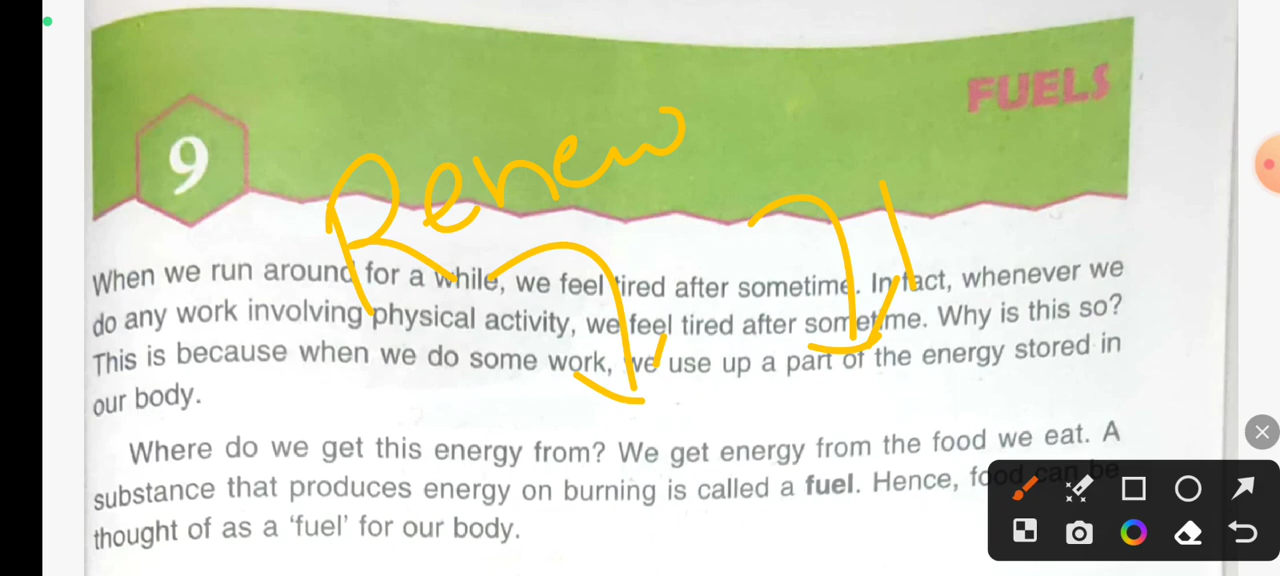 FUELS
9
Renew
When we run around for a while, we feel tired after sometime. In fact, whenever we
do any work involving physical activity, we feel tired after sometime. Why is this so?
This is because when we do some work, we use up a part of the energy stored in
our body.
Where do we get this energy from? We get energy from the food we eat. A
substance that produces energy on burning is called a fuel. Hence, food can be
thought of as a ‘fuel’ for our body.